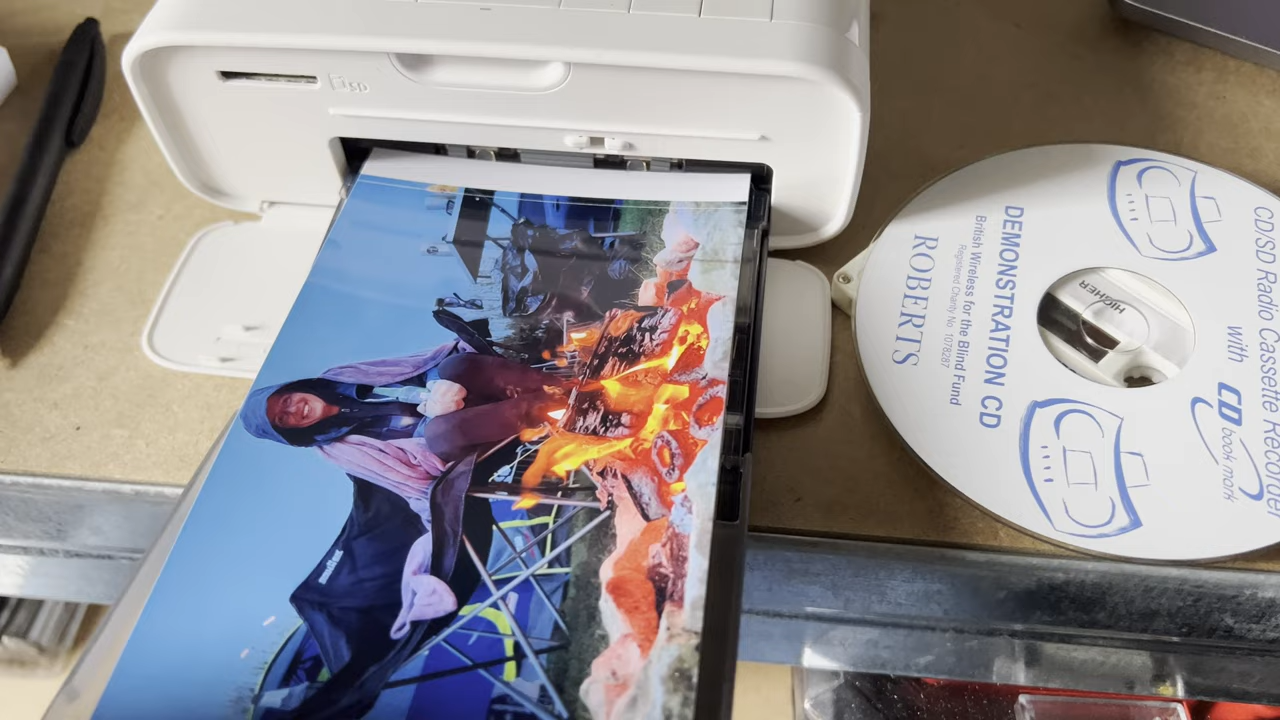 SD
HIGHER
CD/SD Radio Cassette Recorder
with
CD
book mark
DEMONSTRATION CD
British Wireless for the Blind Fund
Registered Charity No. 1078287
ROBERTS